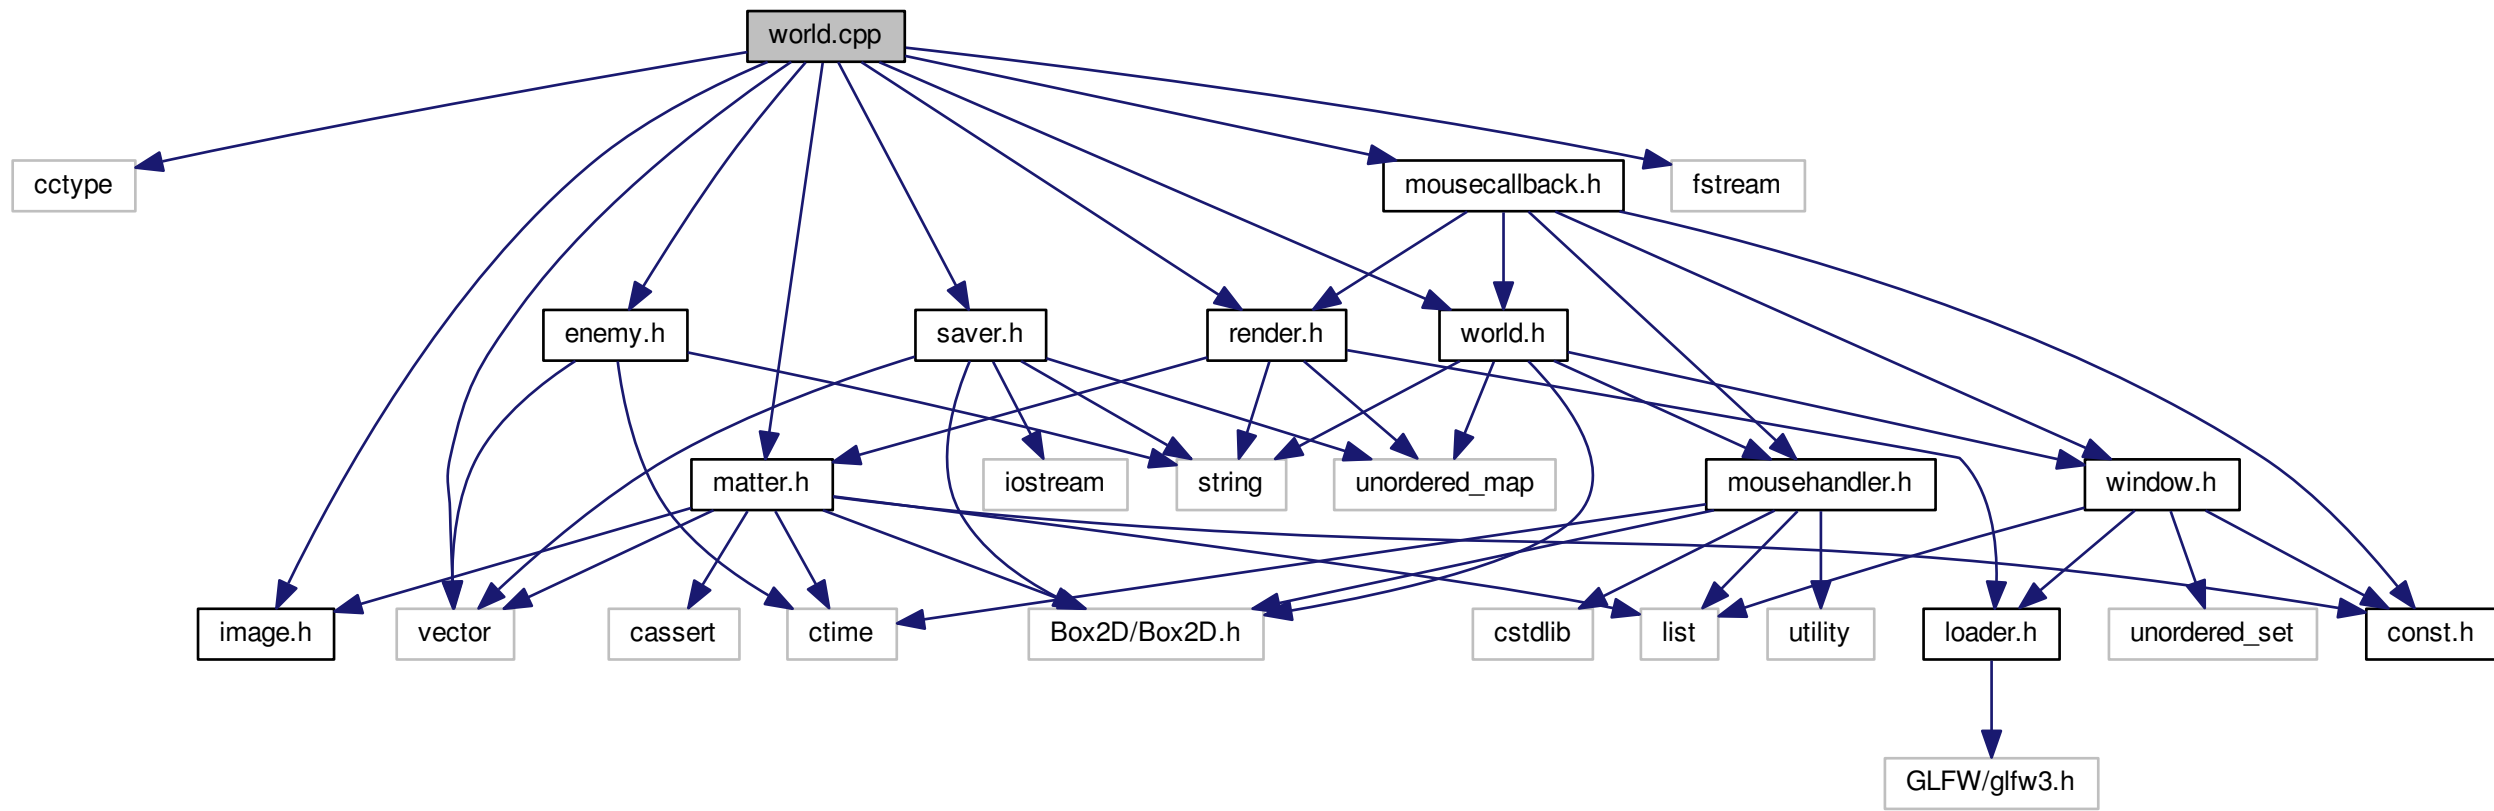 world.cpp
cctype
mousecallback.h
fstream
enemy.h
saver.h
render.h
world.h
matter.h
iostream
string
unordered_map
mousehandler.h
window.h
image.h
vector
cassert
ctime
Box2D/Box2D.h
cstdlib
list
utility
loader.h
unordered_set
const.h
GLFW/glfw3.h